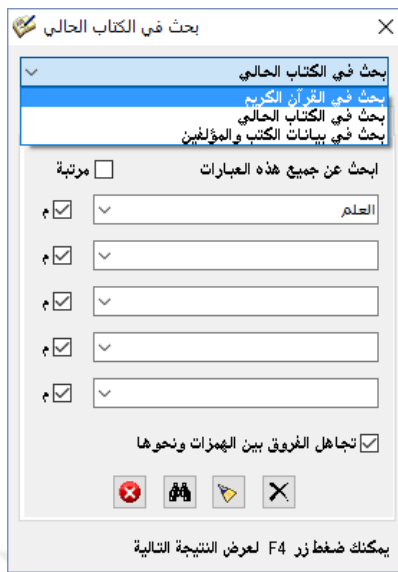 بحث في الكتاب الحالي
بحث في الكتاب الحالي
بحث في القرآن الكريم
بحث في الكتاب الحالي
بحث في بيانات الكتب والمؤلفين
ابحث عن جميع هذه العبارات مرتبة
العلم م
م
م
م
م
تجاهل الفروق بين الهمزات ونحوها
يمكنك ضغط زر F4 لعرض النتيجة التالية